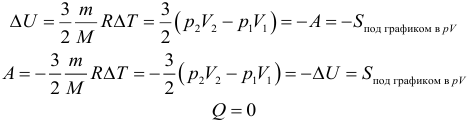 ΔU = 3/2 m/M RΔT = 3/2 (p₂V₂ − p₁V₁) = −A = −S под графиком в pV
A = −3/2 m/M RΔT = −3/2 (p₂V₂ − p₁V₁) = −ΔU = S под графиком в pV
Q = 0